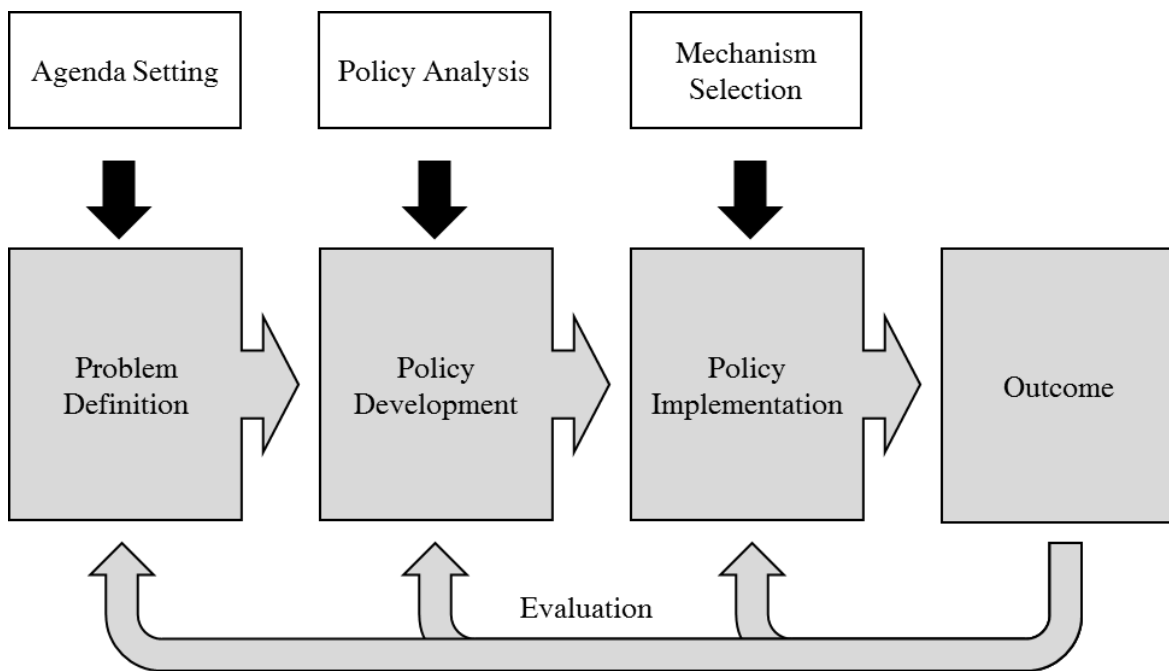 Agenda Setting
Policy Analysis
Mechanism
Selection
Problem
Definition
Policy
Development
Policy
Implementation
Outcome
Evaluation